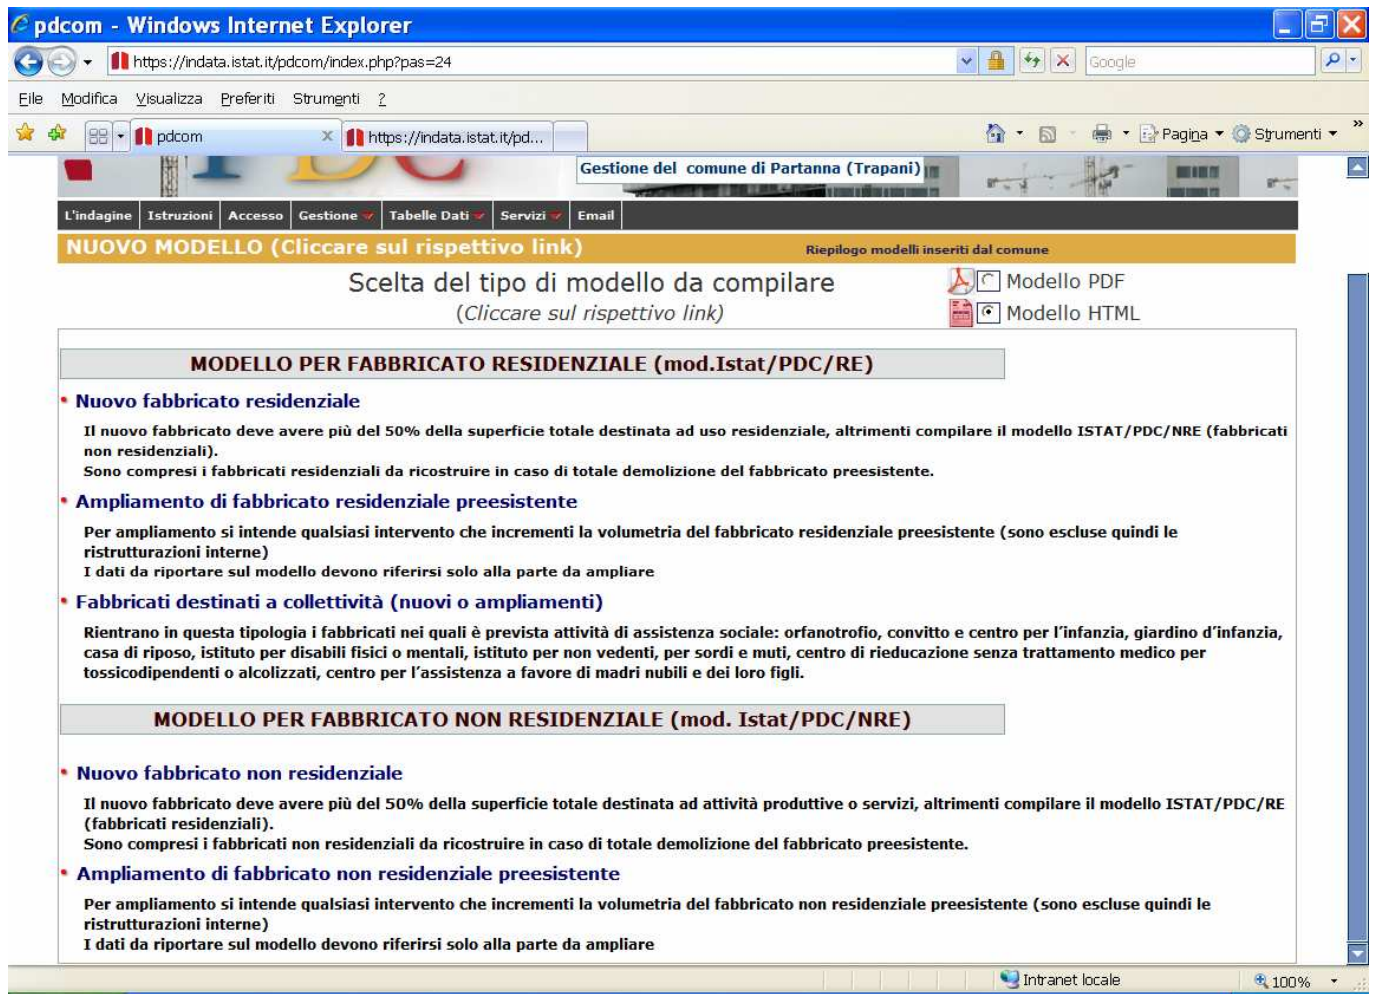 pdcom - Windows Internet Explorer
https://indata.istat.it/pdcom/index.php?pas=24
Google
File Modifica Visualizza Preferiti Strumenti ?
pdcom
https://indata.istat.it/pd...
Pagina
Strumenti
»
PDC
Gestione del comune di Partanna (Trapani)
L'indagine Istruzioni Accesso Gestione Tabelle Dati Servizi Email
NUOVO MODELLO (Cliccare sul rispettivo link)
Riepilogo modelli inseriti dal comune
Scelta del tipo di modello da compilare
(Cliccare sul rispettivo link)
Modello PDF
Modello HTML
MODELLO PER FABBRICATO RESIDENZIALE (mod.Istat/PDC/RE)
• Nuovo fabbricato residenziale
Il nuovo fabbricato deve avere più del 50% della superficie totale destinata ad uso residenziale, altrimenti compilare il modello ISTAT/PDC/NRE (fabbricati
non residenziali).
Sono compresi i fabbricati residenziali da ricostruire in caso di totale demolizione del fabbricato preesistente.
• Ampliamento di fabbricato residenziale preesistente
Per ampliamento si intende qualsiasi intervento che incrementi la volumetria del fabbricato residenziale preesistente (sono escluse quindi le
ristrutturazioni interne)
I dati da riportare sul modello devono riferirsi solo alla parte da ampliare
• Fabbricati destinati a collettività (nuovi o ampliamenti)
Rientrano in questa tipologia i fabbricati nei quali è prevista attività di assistenza sociale: orfanotrofio, convitto e centro per l'infanzia, giardino d'infanzia,
casa di riposo, istituto per disabili fisici o mentali, istituto per non vedenti, per sordi e muti, centro di rieducazione senza trattamento medico per
tossicodipendenti o alcolizzati, centro per l'assistenza a favore di madri nubili e dei loro figli.
MODELLO PER FABBRICATO NON RESIDENZIALE (mod. Istat/PDC/NRE)
• Nuovo fabbricato non residenziale
Il nuovo fabbricato deve avere più del 50% della superficie totale destinata ad attività produttive o servizi, altrimenti compilare il modello ISTAT/PDC/RE
(fabbricati residenziali).
Sono compresi i fabbricati non residenziali da ricostruire in caso di totale demolizione del fabbricato preesistente.
• Ampliamento di fabbricato non residenziale preesistente
Per ampliamento si intende qualsiasi intervento che incrementi la volumetria del fabbricato non residenziale preesistente (sono escluse quindi le
ristrutturazioni interne)
I dati da riportare sul modello devono riferirsi solo alla parte da ampliare
Intranet locale
100%